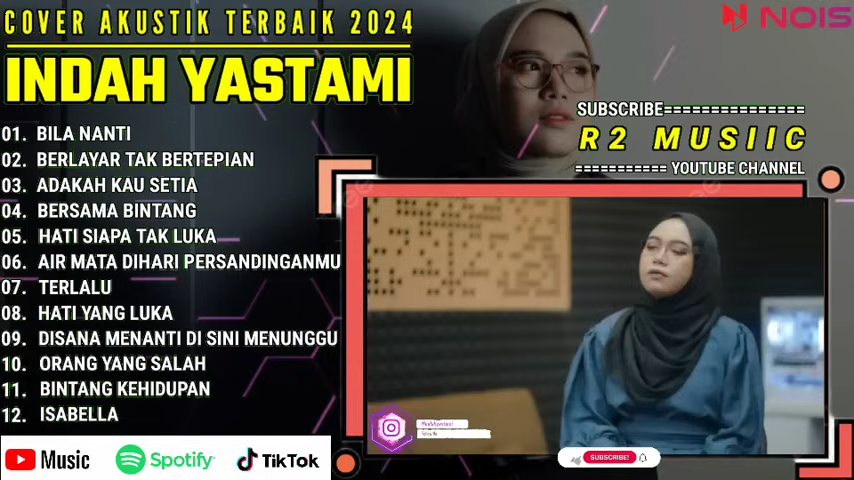 COVER AKUSTIK TERBAIK 2024
INDAH YASTAMI
01. BILA NANTI
02. BERLAYAR TAK BERTEPIAN
03. ADAKAH KAU SETIA
04. BERSAMA BINTANG
05. HATI SIAPA TAK LUKA
06. AIR MATA DIHARI PERSANDINGANMU
07. TERLALU
08. HATI YANG LUKA
09. DISANA MENANTI DI SINI MENUNGGU
10. ORANG YANG SALAH
11. BINTANG KEHIDUPAN
12. ISABELLA
Music
Spotify
TikTok
NOIS
SUBSCRIBE===============
R2 MUSIIC
=========== YOUTUBE CHANNEL
SUBSCRIBE!